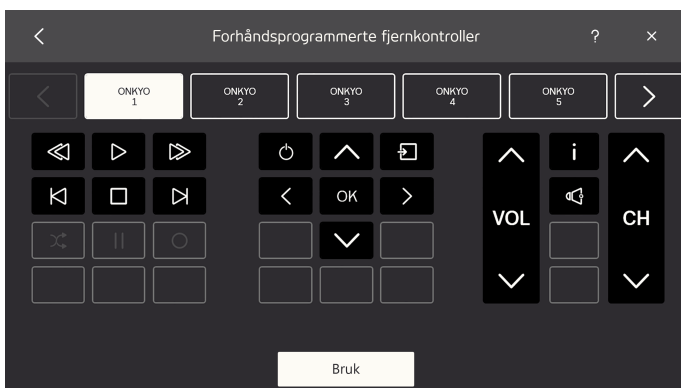 Forhåndsprogrammerte fjernkontroller ? ×
ONKYO
1
ONKYO
2
ONKYO
3
ONKYO
4
ONKYO
5
i
OK
VOL
CH
Bruk